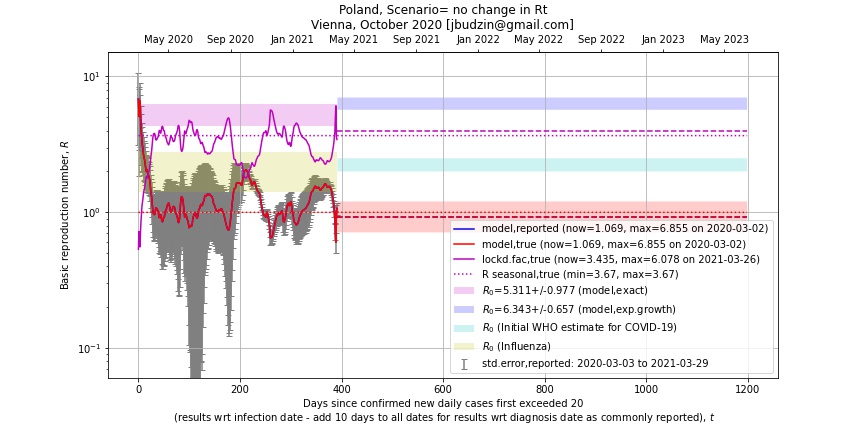 Poland, Scenario= no change in Rt
Vienna, October 2020 [jbudzin@gmail.com]
May 2020 Sep 2020 Jan 2021 May 2021 Sep 2021 Jan 2022 May 2022 Sep 2022 Jan 2023 May 2023
Basic reproduction number, R
10¹
10⁰
10⁻¹
model,reported (now=1.069, max=6.855 on 2020-03-02)
model,true (now=1.069, max=6.855 on 2020-03-02)
lockd.fac,true (now=3.435, max=6.078 on 2021-03-26)
R seasonal,true (min=3.67, max=3.67)
R₀=5.311+/-0.977 (model,exact)
R₀=6.343+/-0.657 (model,exp.growth)
R₀ (Initial WHO estimate for COVID-19)
R₀ (Influenza)
std.error,reported: 2020-03-03 to 2021-03-29
0 200 400 600 800 1000 1200
Days since confirmed new daily cases first exceeded 20
(results wrt infection date - add 10 days to all dates for results wrt diagnosis date as commonly reported), t